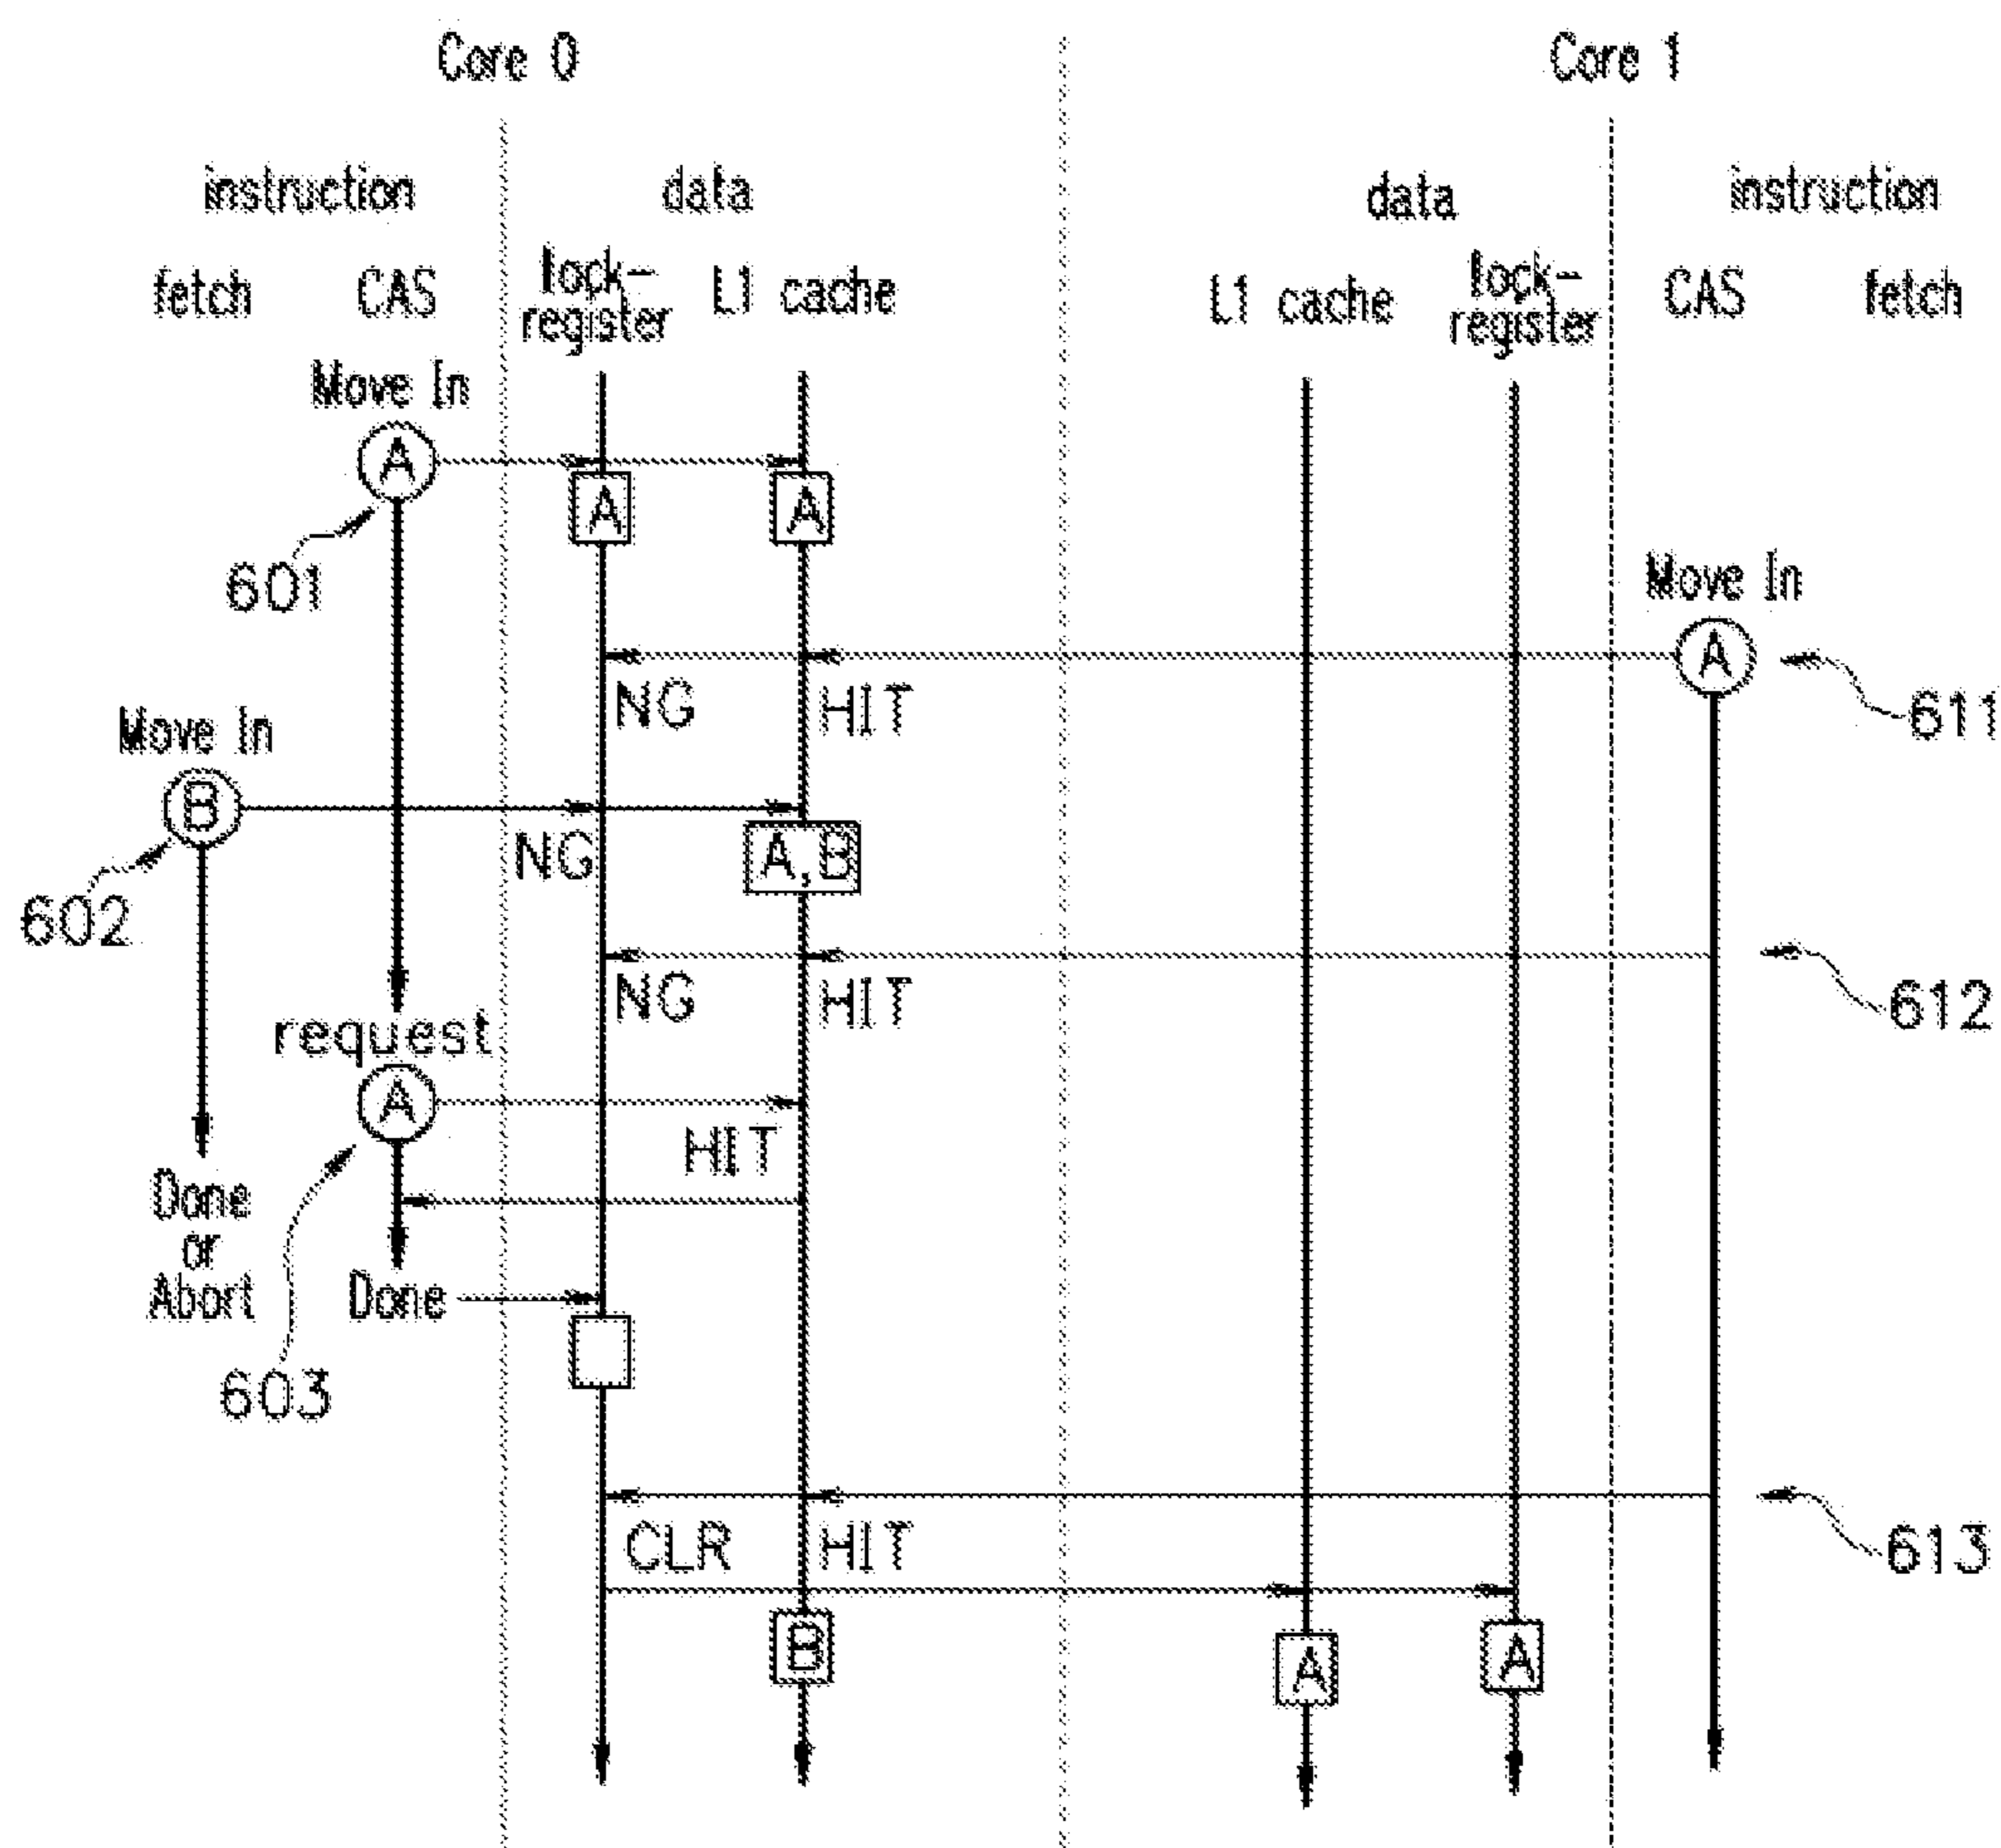 Core 0
Core 1
instruction
data
data
instruction
fetch
CAS
lock-
register
L1 cache
L1 cache
lock-
register
CAS
fetch
Move In
A
A
A
601
Move In
A
NG
HIT
611
Move In
B
NG
A,B
602
NG
HIT
612
request
A
HIT
Done
or
Abort
Done
603
CLR
HIT
613
B
A
A